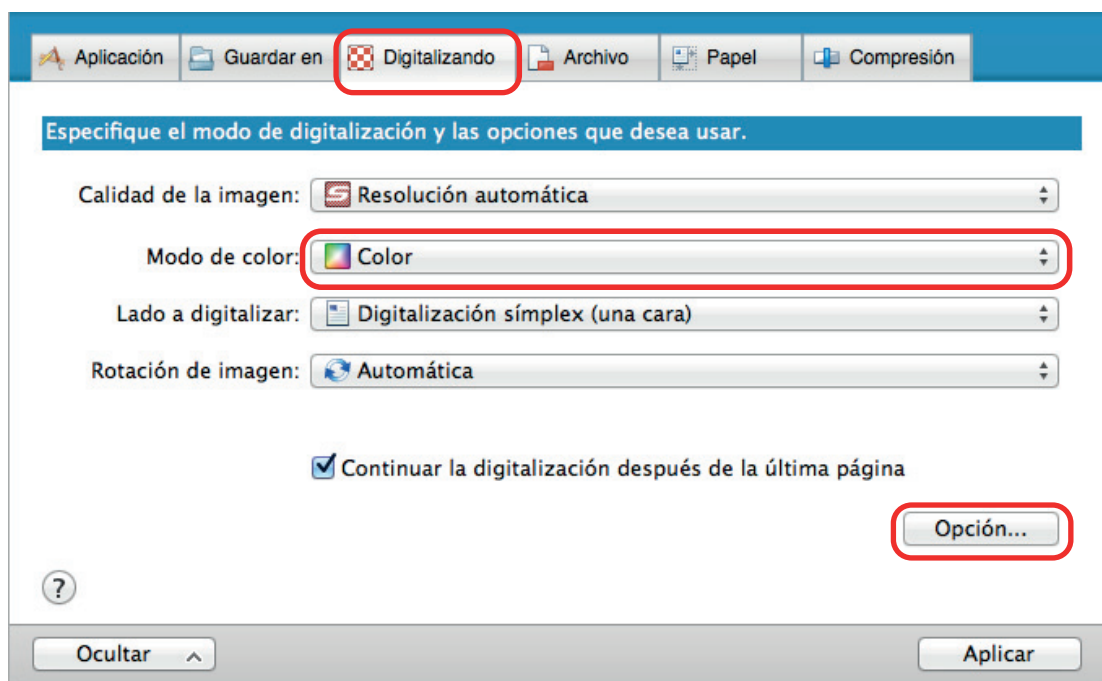 Aplicación Guardar en Digitalizando Archivo Papel Compresión
Especifique el modo de digitalización y las opciones que desea usar.
Calidad de la imagen: Resolución automática
Modo de color: Color
Lado a digitalizar: Digitalización símplex (una cara)
Rotación de imagen: Automática
Continuar la digitalización después de la última página
Opción...
?
Ocultar Aplicar